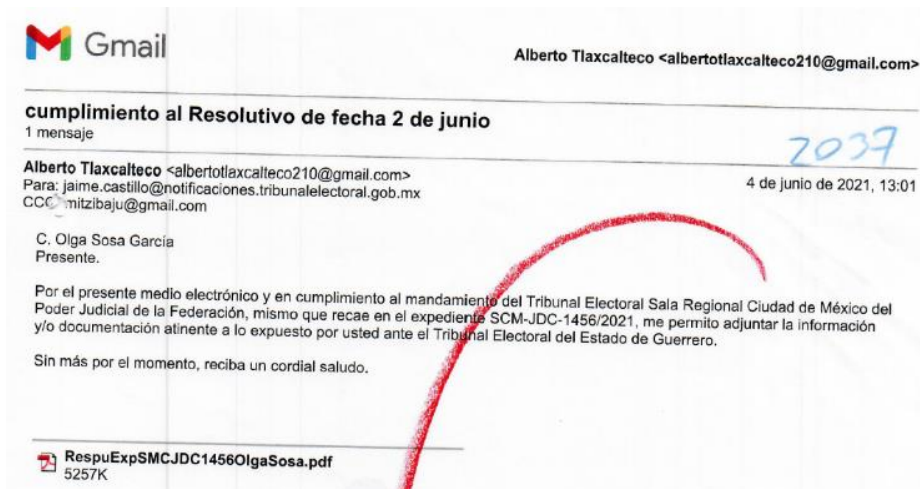 Gmail
Alberto Tlaxcalteco <albertotlaxcalteco210@gmail.com>
cumplimiento al Resolutivo de fecha 2 de junio
1 mensaje
2037
Alberto Tlaxcalteco <albertotlaxcalteco210@gmail.com>
4 de junio de 2021, 13:01
Para: jaime.castillo@notificaciones.tribunalelectoral.gob.mx
CCO: mitzibaju@gmail.com
C. Olga Sosa García
Presente.
Por el presente medio electrónico y en cumplimiento al mandamiento del Tribunal Electoral Sala Regional Ciudad de México del
Poder Judicial de la Federación, mismo que recae en el expediente SCM-JDC-1456/2021, me permito adjuntar la información
y/o documentación atinente a lo expuesto por usted ante el Tribunal Electoral del Estado de Guerrero.
Sin más por el momento, reciba un cordial saludo.
RespuExpSMCJDC1456OlgaSosa.pdf
5257K